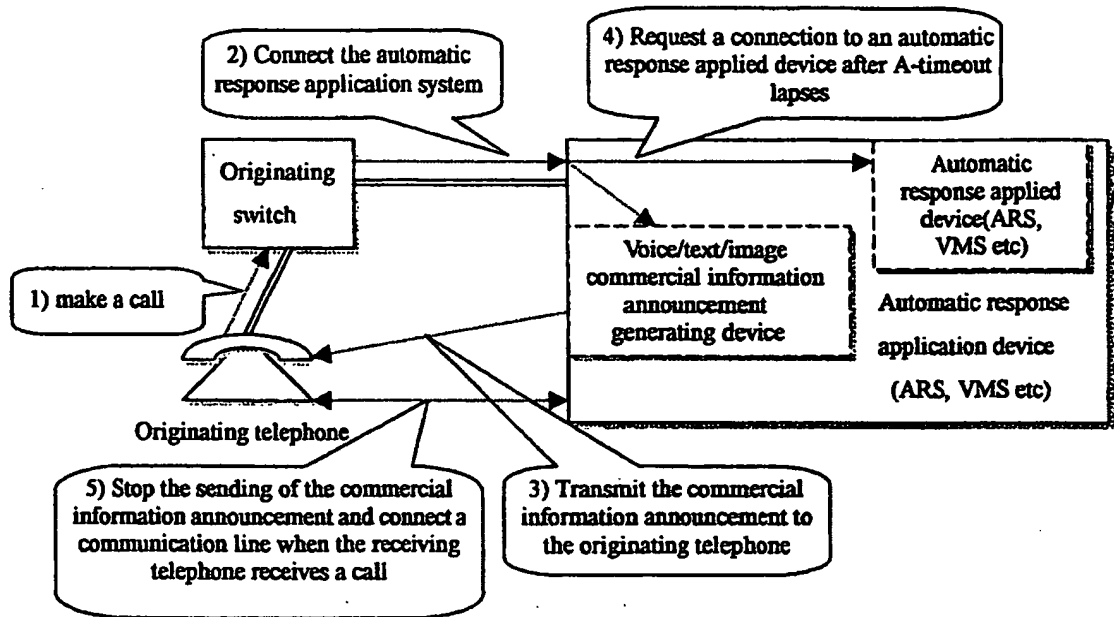 2) Connect the automatic
response application system
4) Request a connection to an automatic
response applied device after A-timeout
lapses
Originating
switch
Automatic
response applied
device(ARS,
VMS etc)
1) make a call
Voice/text/image
commercial information
announcement
generating device
Automatic response
application device
(ARS, VMS etc)
Originating telephone
5) Stop the sending of the commercial
information announcement and connect a
communication line when the receiving
telephone receives a call
3) Transmit the commercial
information announcement to
the originating telephone